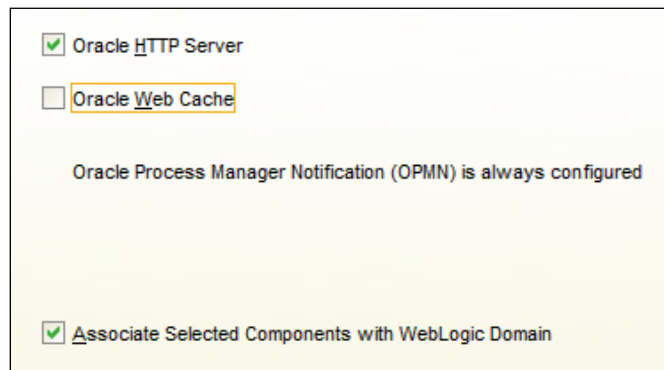 Oracle HTTP Server
Oracle Web Cache
Oracle Process Manager Notification (OPMN) is always configured
Associate Selected Components with WebLogic Domain